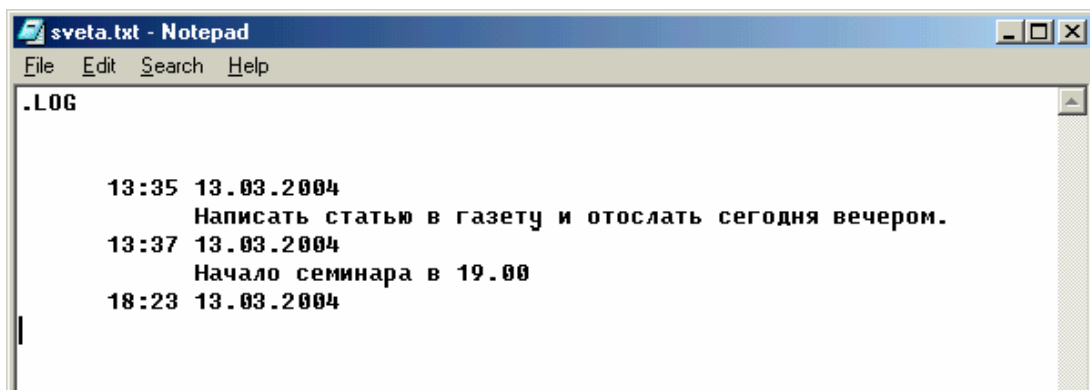 sveta.txt - Notepad
File Edit Search Help
.LOG
13:35 13.03.2004
Написать статью в газету и отослать сегодня вечером.
13:37 13.03.2004
Начало семинара в 19.00
18:23 13.03.2004